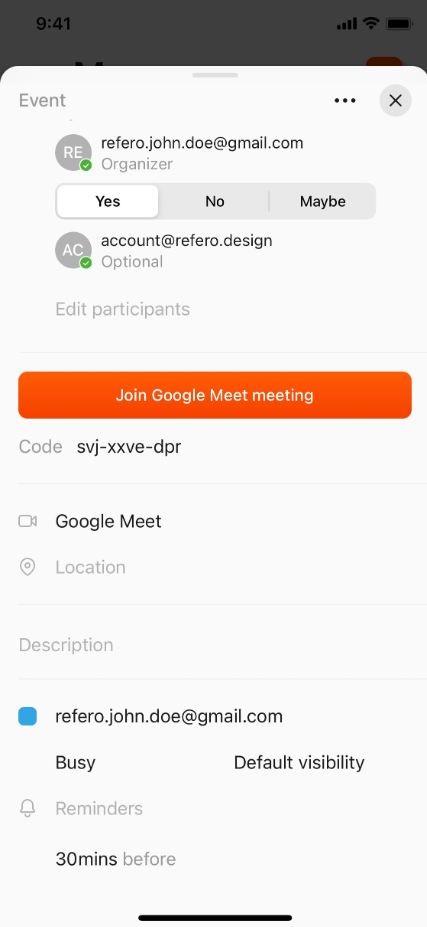 9:41
Event
RE
refero.john.doe@gmail.com
Organizer
Yes No Maybe
AC
account@refero.design
Optional
Edit participants
Join Google Meet meeting
Code svj-xxve-dpr
Google Meet
Location
Description
refero.john.doe@gmail.com
Busy Default visibility
Reminders
30mins before